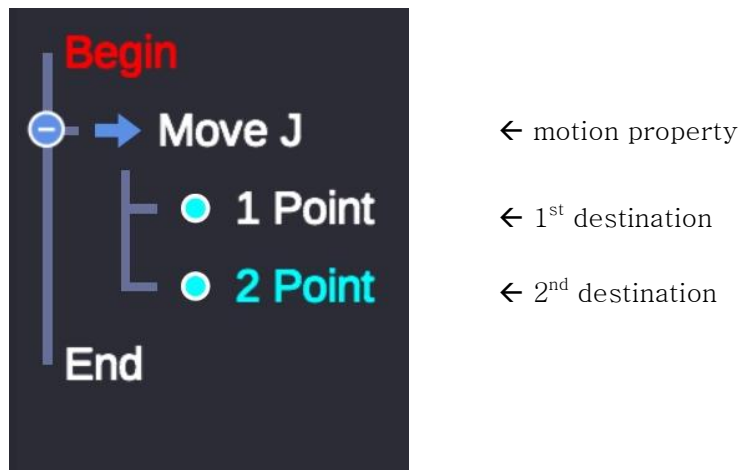 Begin
Move J ← motion property
1 Point ← 1st destination
2 Point ← 2nd destination
End